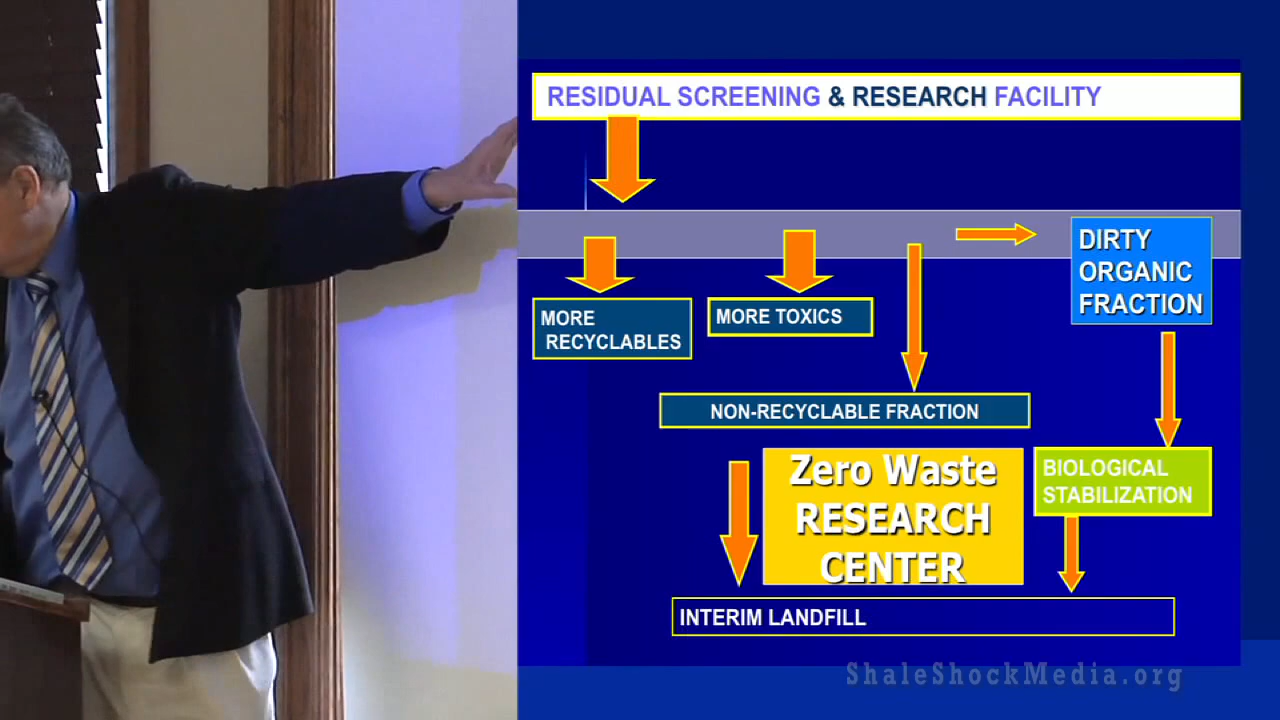 RESIDUAL SCREENING & RESEARCH FACILITY
DIRTY
ORGANIC
FRACTION
MORE
RECYCLABLES
MORE TOXICS
NON-RECYCLABLE FRACTION
Zero Waste
RESEARCH
CENTER
BIOLOGICAL
STABILIZATION
INTERIM LANDFILL
ShaleShockMedia.org